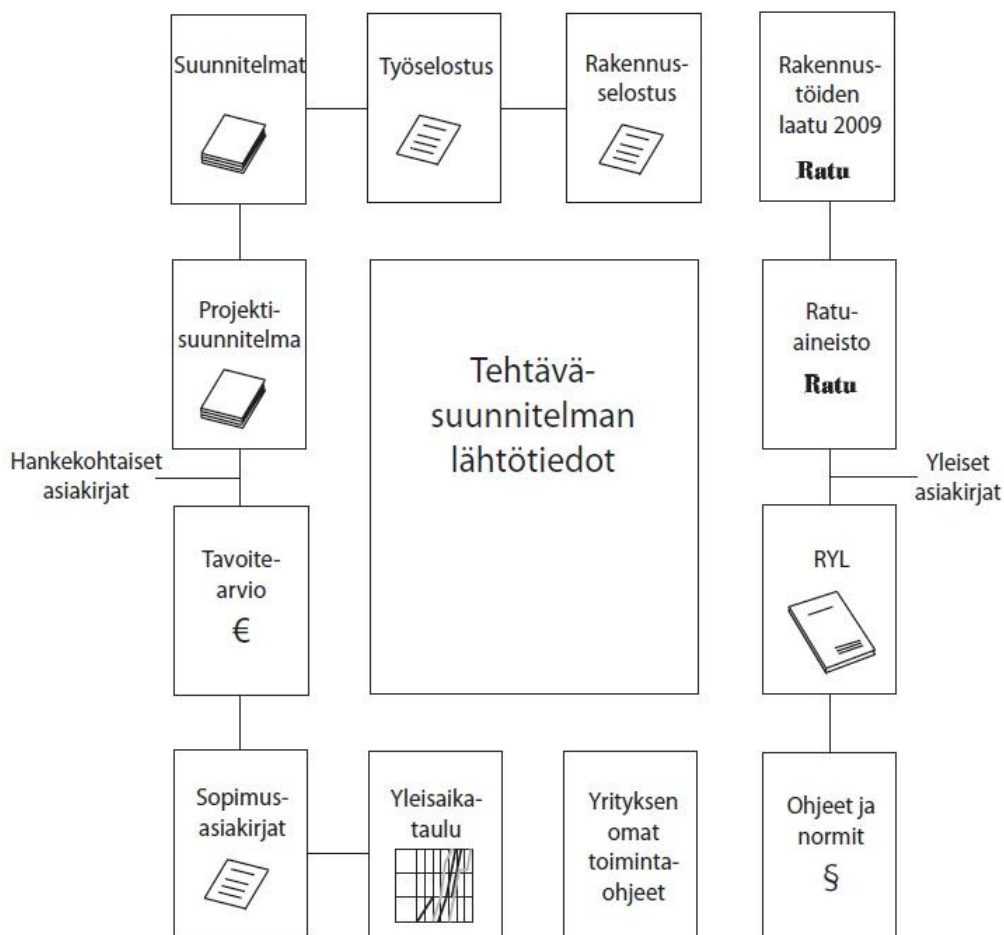 Suunnitelmat
Työselostus
Rakennus-
selostus
Rakennus-
töiden
laatu 2009
Ratu
Projekti-
suunnitelma
Tehtävä-
suunnitelman
lähtötiedot
Ratu-
aineisto
Ratu
Hankekohtaiset
asiakirjat
Yleiset
asiakirjat
Tavoite-
arvio
€
RYL
Sopimus-
asiakirjat
Yleisaika-
taulu
Yrityksen
omat
toiminta-
ohjeet
Ohjeet ja
normit
§